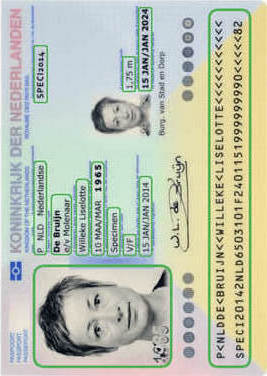 KONINKRIJK DER NEDERLANDEN
KINGDOM OF THE NETHERLANDS
ROYAUME DES PAYS-BAS
P NLD Nederlandse
SPECI2014
De Bruijn
e/v Molenaar
Willeke Liselotte
10 MAA/MAR 1965
Specimen
V/F
1,75 m
15 JAN/JAN 2014
15 JAN/JAN 2024
Burg. van Stad en Dorp
W.L. de Bruijn
PASPOORT
PASSPORT
PASSEPORT
P<NLDDE<BRUIJN<<WILLEKE<LISELOTTE<<<<<<<<<<<
SPECI20142NLD6503101F2401151999999990<<<<<82